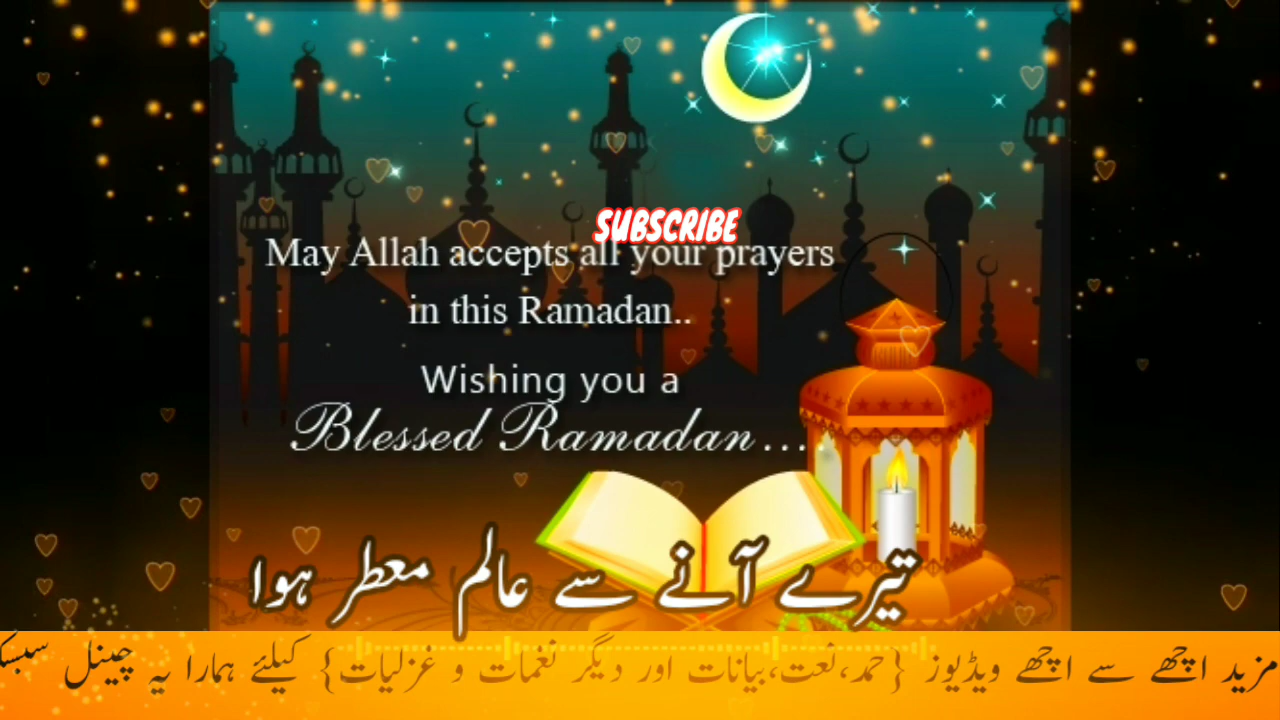 SUBSCRIBE
May Allah accepts all your prayers
in this Ramadan..
Wishing you a
Blessed Ramadan....
تیرے آنے سے عالم معطر ہوا
مزید اچھے سے اچھے ویڈیوز {حمد،نعت،بیانات اور دیگر نغمات و غزلیات} کیلئے ہمارا یہ چینل